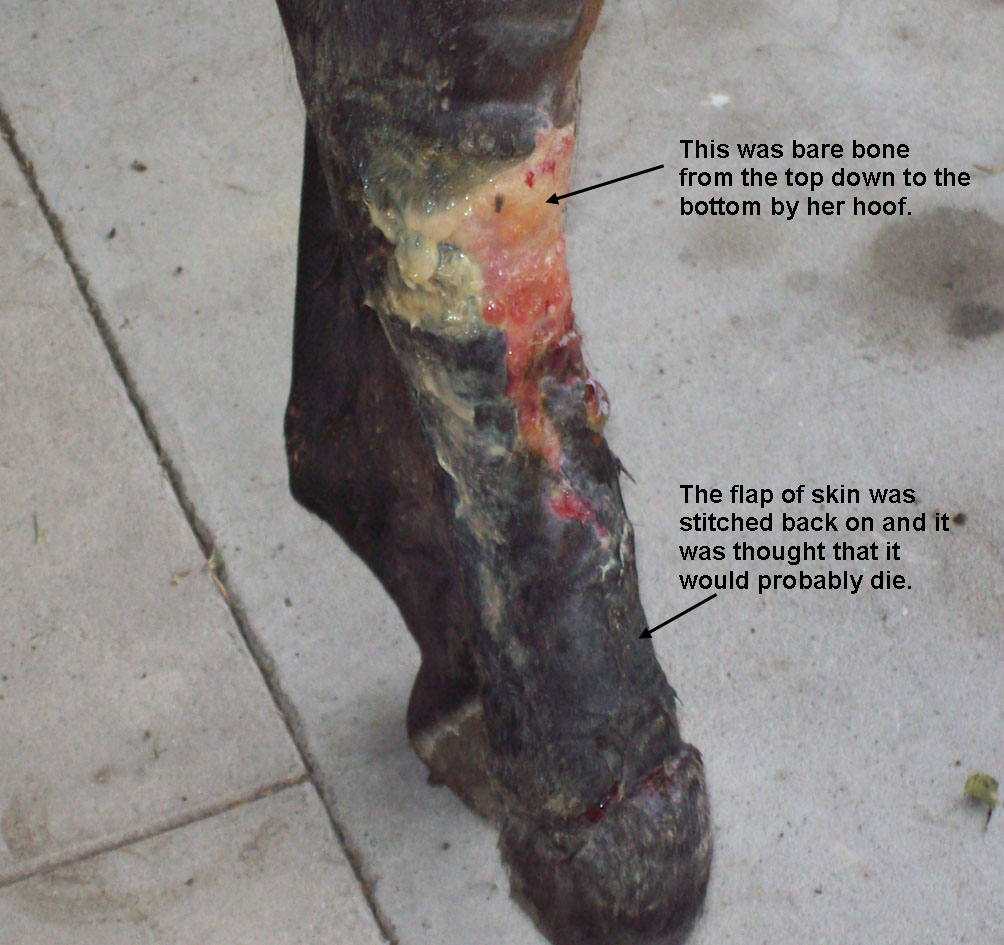 This was bare bone
from the top down to the
bottom by her hoof.
The flap of skin was
stitched back on and it
was thought that it
would probably die.